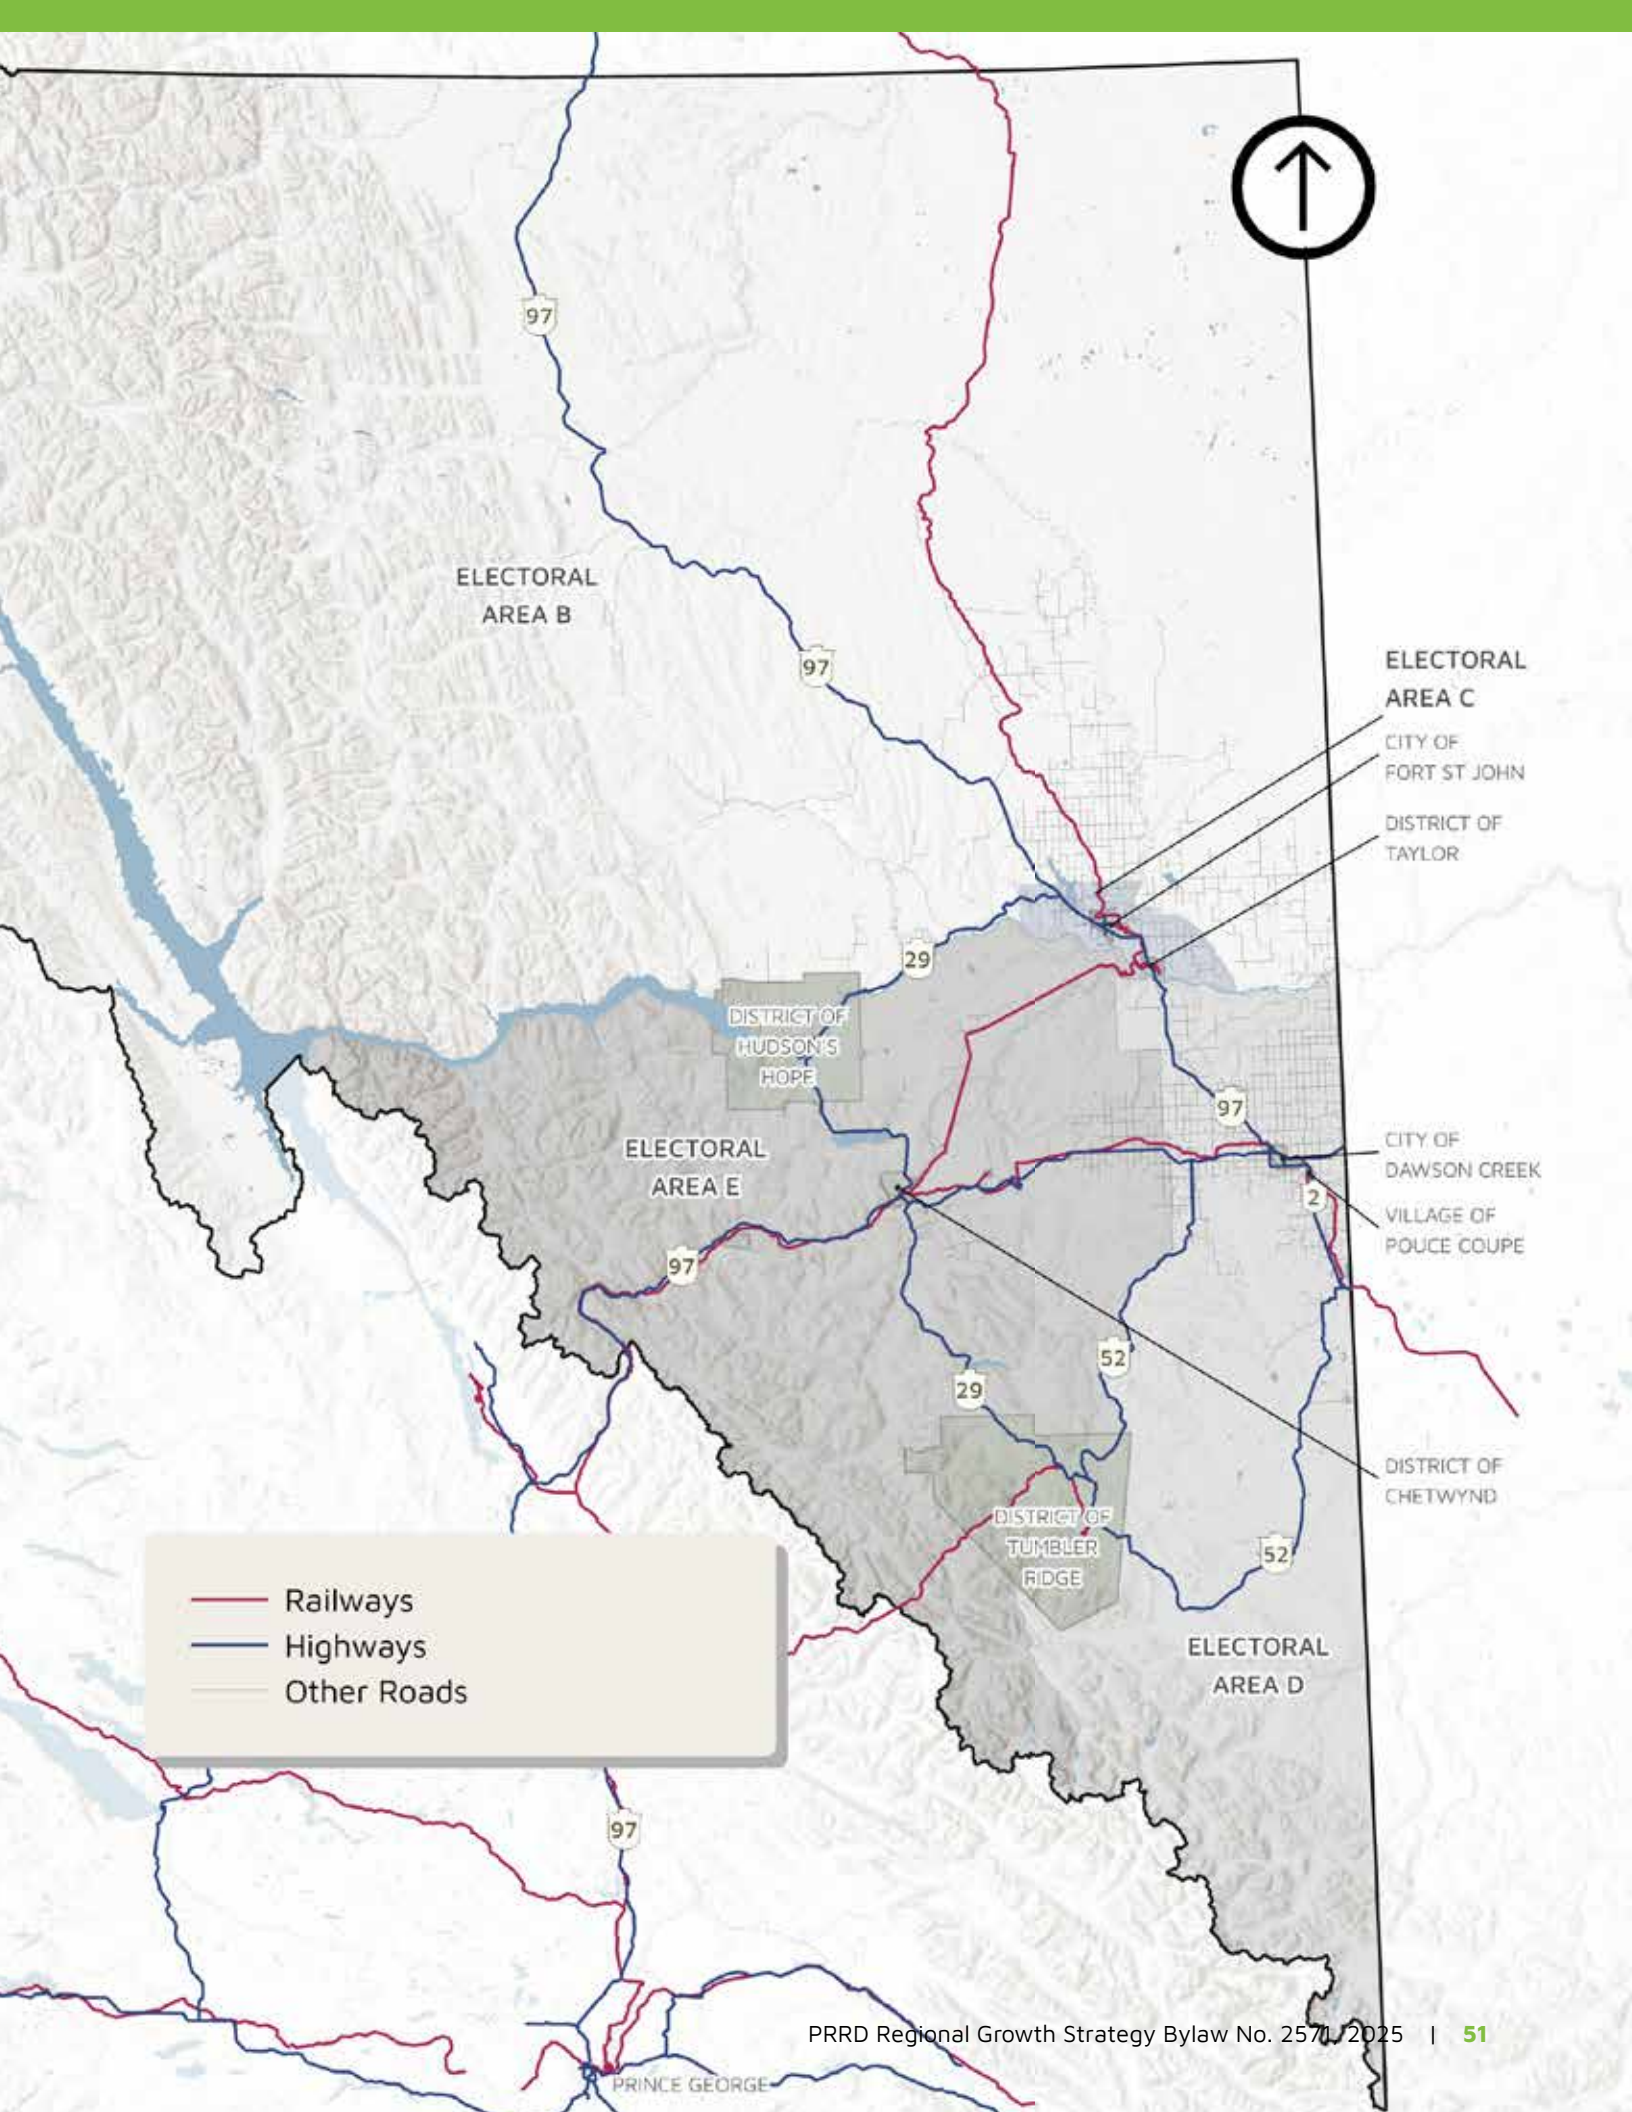 97
ELECTORAL
AREA B
97
ELECTORAL
AREA C
CITY OF
FORT ST JOHN
DISTRICT OF
TAYLOR
29
DISTRICT OF
HUDSON'S
HOPE
97
ELECTORAL
AREA E
CITY OF
DAWSON CREEK
2
VILLAGE OF
POUCE COUPE
97
52
29
DISTRICT OF
CHETWYND
DISTRICT OF
TUMBLER
RIDGE
52
ELECTORAL
AREA D
Railways
Highways
Other Roads
97
PRINCE GEORGE
PRRD Regional Growth Strategy Bylaw No. 2571, 2025 | 51